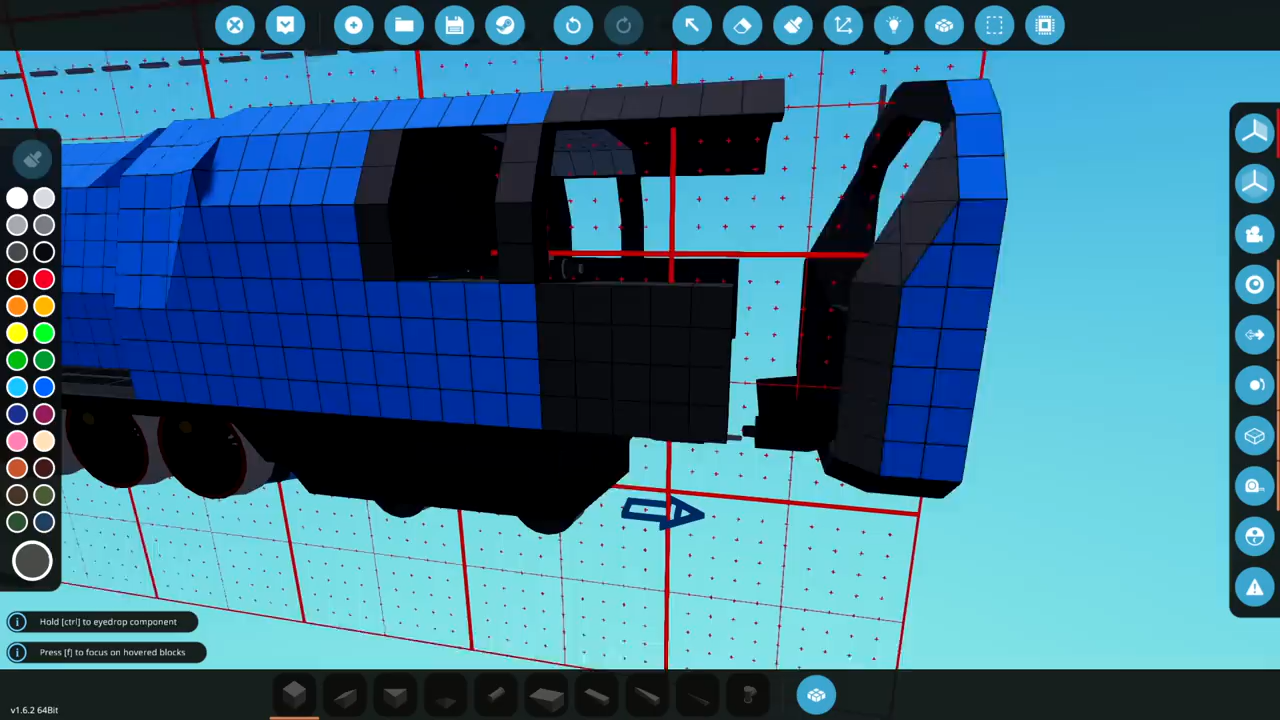 Hold [ctrl] to eyedrop component
Press [f] to focus on hovered blocks
v1.6.2 64Bit